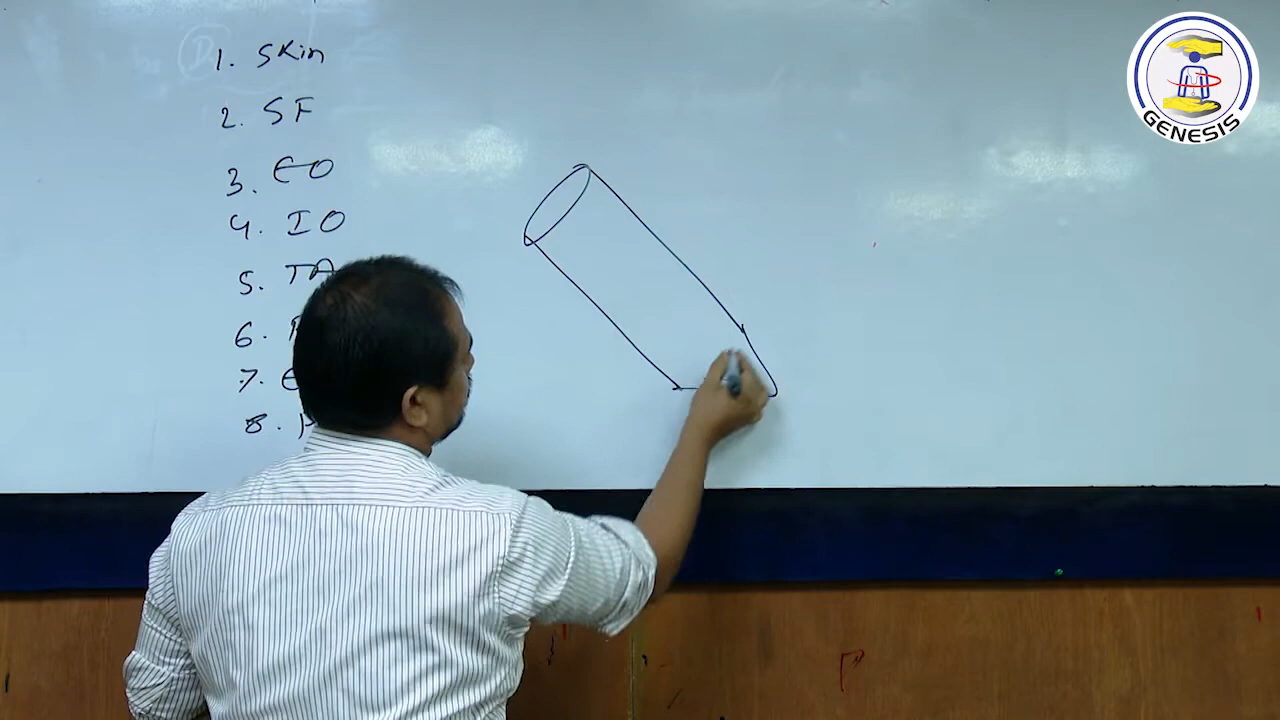 1. Skin
2. SF
3. EO
4. IO
5. TA
6.
7.
8.
GENESIS